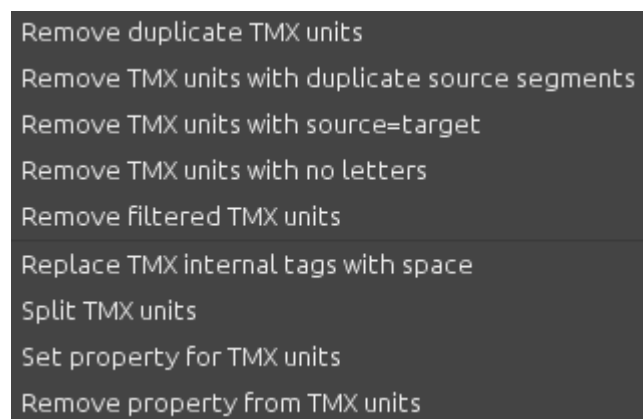 Remove duplicate TMX units
Remove TMX units with duplicate source segments
Remove TMX units with source=target
Remove TMX units with no letters
Remove filtered TMX units
Replace TMX internal tags with space
Split TMX units
Set property for TMX units
Remove property from TMX units